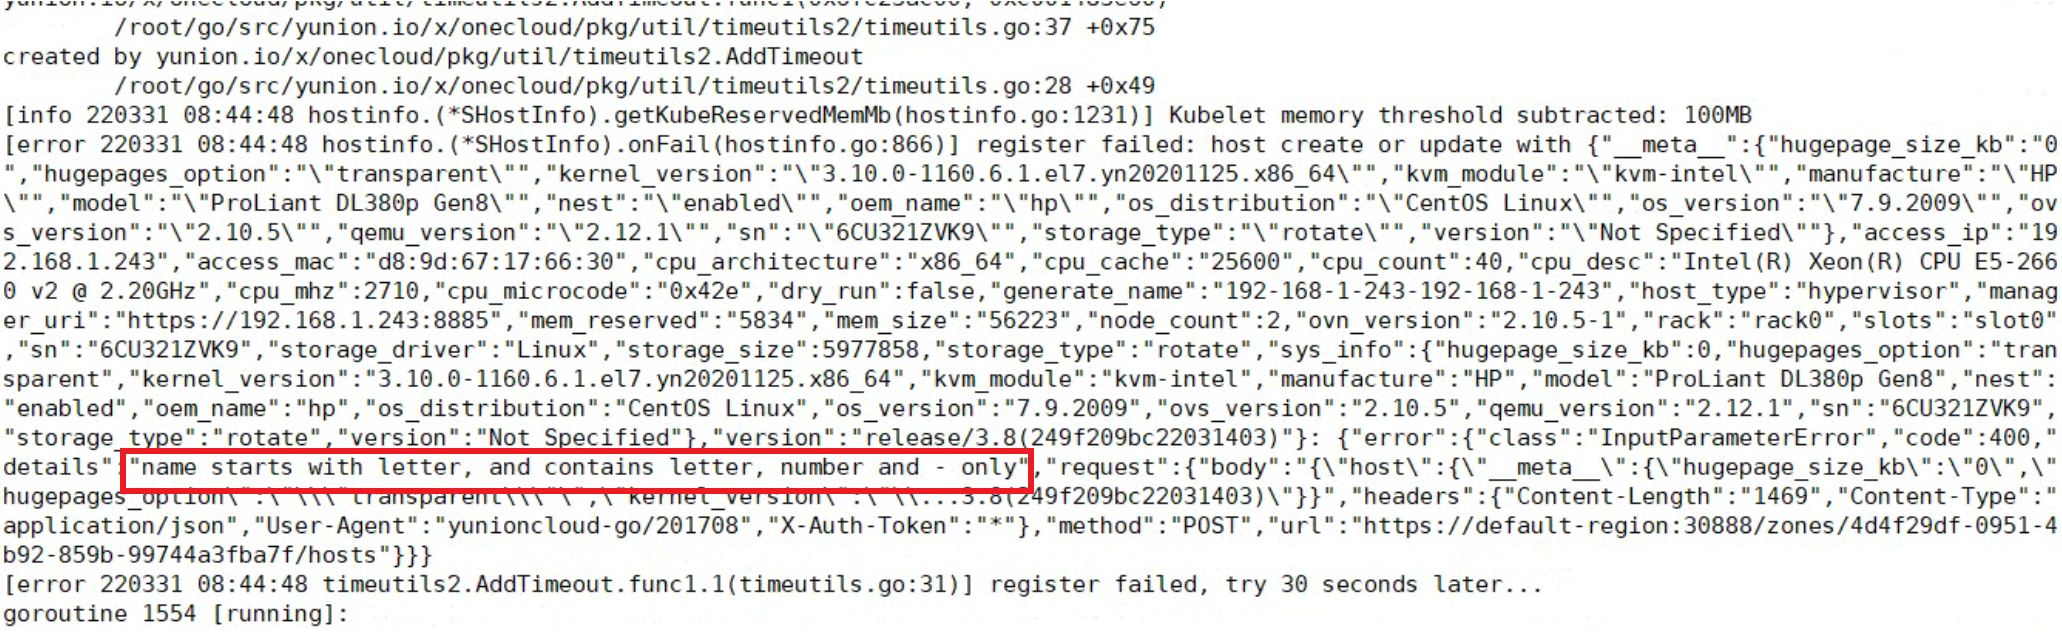 /root/go/src/yunion.io/x/onecloud/pkg/util/timeutils2/timeutils.go:37 +0x75
created by yunion.io/x/onecloud/pkg/util/timeutils2.AddTimeout
/root/go/src/yunion.io/x/onecloud/pkg/util/timeutils2/timeutils.go:28 +0x49
[info 220331 08:44:48 hostinfo.(*SHostInfo).getKubeReservedMemMb(hostinfo.go:1231)] Kubelet memory threshold subtracted: 100MB
[error 220331 08:44:48 hostinfo.(*SHostInfo).onFail(hostinfo.go:866)] register failed: host create or update with {"__meta__":{"hugepage_size_kb":"0
","hugepages_option":"\"transparent\"","kernel_version":"\"3.10.0-1160.6.1.el7.yn20201125.x86_64\"","kvm_module":"\"kvm-intel\"","manufacture":"\"HP
\"","model":"\"ProLiant DL380p Gen8\"","nest":"\"enabled\"","oem_name":"\"hp\"","os_distribution":"\"CentOS Linux\"","os_version":"\"7.9.2009\"","ov
s_version":"\"2.10.5\"","qemu_version":"\"2.12.1\"","sn":"\"6CU321ZVK9\"","storage_type":"\"rotate\"","version":"\"Not Specified\""},"access_ip":"19
2.168.1.243","access_mac":"d8:9d:67:17:66:30","cpu_architecture":"x86_64","cpu_cache":"25600","cpu_count":40,"cpu_desc":"Intel(R) Xeon(R) CPU E5-266
0 v2 @ 2.20GHz","cpu_mhz":2710,"cpu_microcode":"0x42e","dry_run":false,"generate_name":"192-168-1-243-192-168-1-243","host_type":"hypervisor","manag
er_uri":"https://192.168.1.243:8885","mem_reserved":"5834","mem_size":"56223","node_count":2,"ovn_version":"2.10.5-1","rack":"rack0","slots":"slot0"
,"sn":"6CU321ZVK9","storage_driver":"Linux","storage_size":5977858,"storage_type":"rotate","sys_info":{"hugepage_size_kb":0,"hugepages_option":"tran
sparent","kernel_version":"3.10.0-1160.6.1.el7.yn20201125.x86_64","kvm_module":"kvm-intel","manufacture":"HP","model":"ProLiant DL380p Gen8","nest":
"enabled","oem_name":"hp","os_distribution":"CentOS Linux","os_version":"7.9.2009","ovs_version":"2.10.5","qemu_version":"2.12.1","sn":"6CU321ZVK9",
"storage_type":"rotate","version":"Not Specified"},"version":"release/3.8(249f209bc22031403)"}: {"error":{"class":"InputParameterError","code":400,"
details":"name starts with letter, and contains letter, number and - only","request":{"body":"{\"host\":{\"__meta__\":{\"hugepage_size_kb\":\"0\",\"
hugepages_option\":\"\\\"transparent\\\"\",\"kernel_version\":\"\\...3.8(249f209bc22031403)\"}}","headers":{"Content-Length":"1469","Content-Type":"
application/json","User-Agent":"yunioncloud-go/201708","X-Auth-Token":"*"},"method":"POST","url":"https://default-region:30888/zones/4d4f29df-0951-4
b92-859b-99744a3fba7f/hosts"}}}
[error 220331 08:44:48 timeutils2.AddTimeout.func1.1(timeutils.go:31)] register failed, try 30 seconds later...
goroutine 1554 [running]: